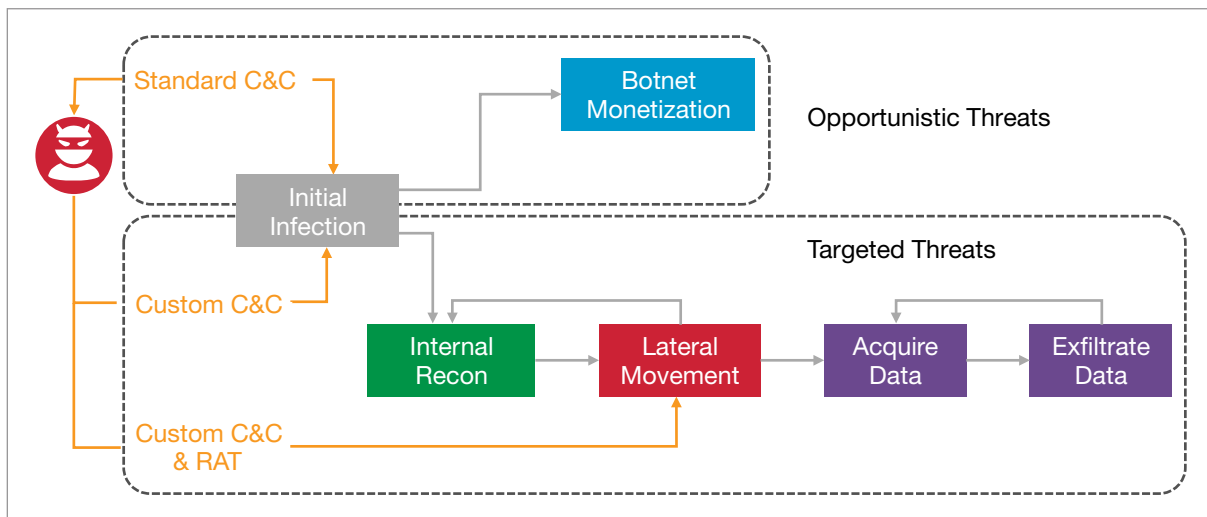 Standard C&C
Botnet
Monetization
Opportunistic Threats
Initial
Infection
Targeted Threats
Custom C&C
Internal
Recon
Lateral
Movement
Acquire
Data
Exfiltrate
Data
Custom C&C
& RAT